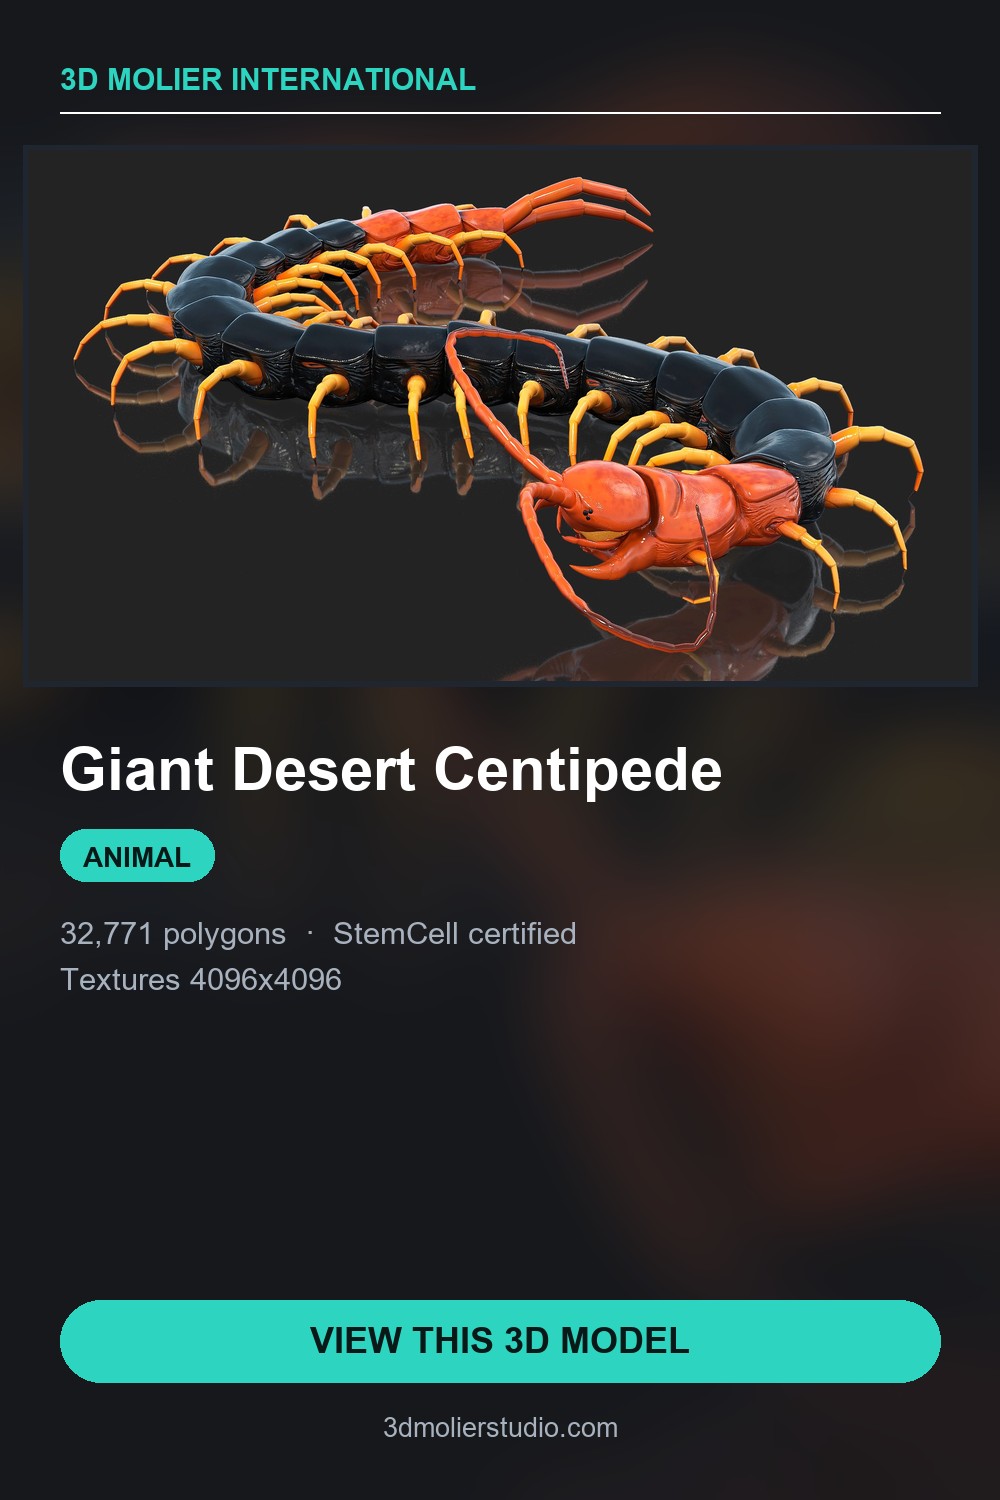 3D MOLIER INTERNATIONAL
Giant Desert Centipede
ANIMAL
32,771 polygons · StemCell certified
Textures 4096x4096
VIEW THIS 3D MODEL
3dmolierstudio.com